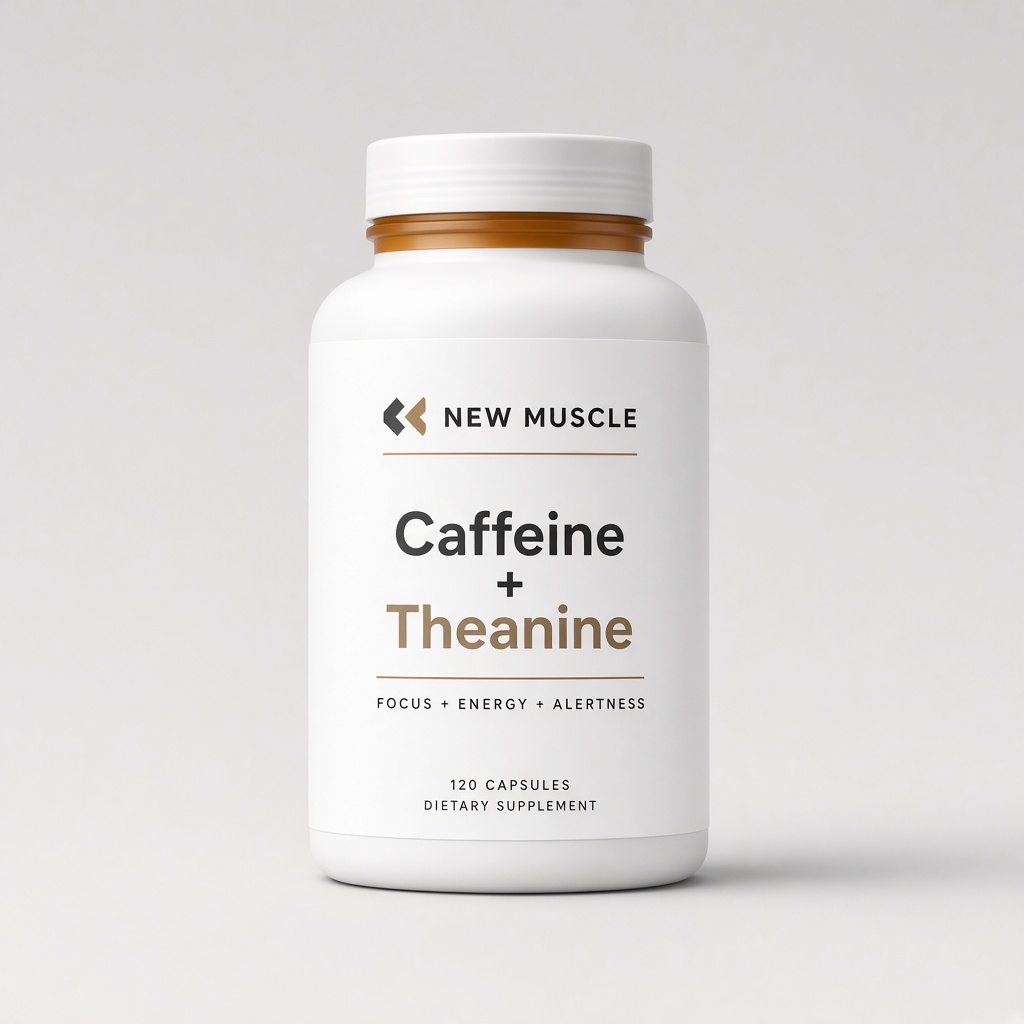 NEW MUSCLE
Caffeine
+
Theanine
FOCUS + ENERGY + ALERTNESS
120 CAPSULES
DIETARY SUPPLEMENT